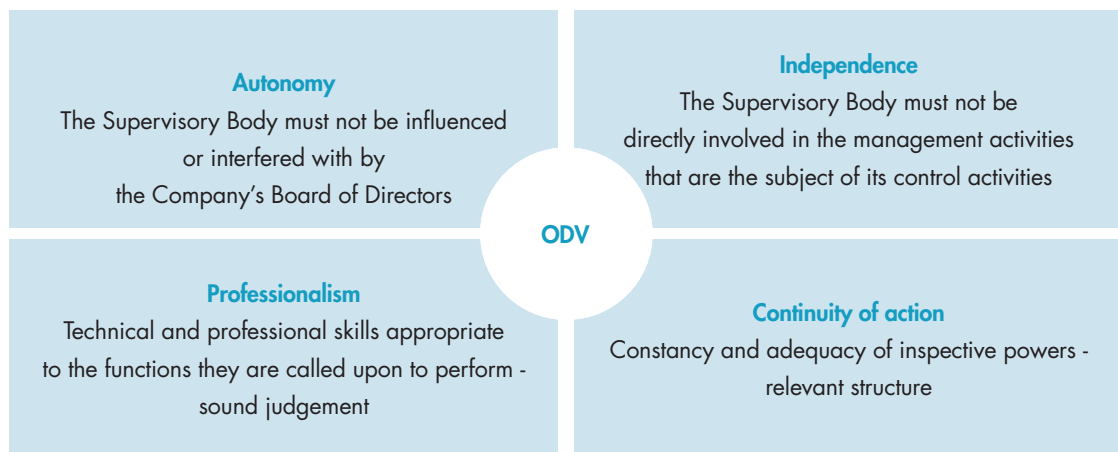 Autonomy
The Supervisory Body must not be influenced
or interfered with by
the Company's Board of Directors
Independence
The Supervisory Body must not be
directly involved in the management activities
that are the subject of its control activities
ODV
Professionalism
Technical and professional skills appropriate
to the functions they are called upon to perform -
sound judgement
Continuity of action
Constancy and adequacy of inspective powers -
relevant structure